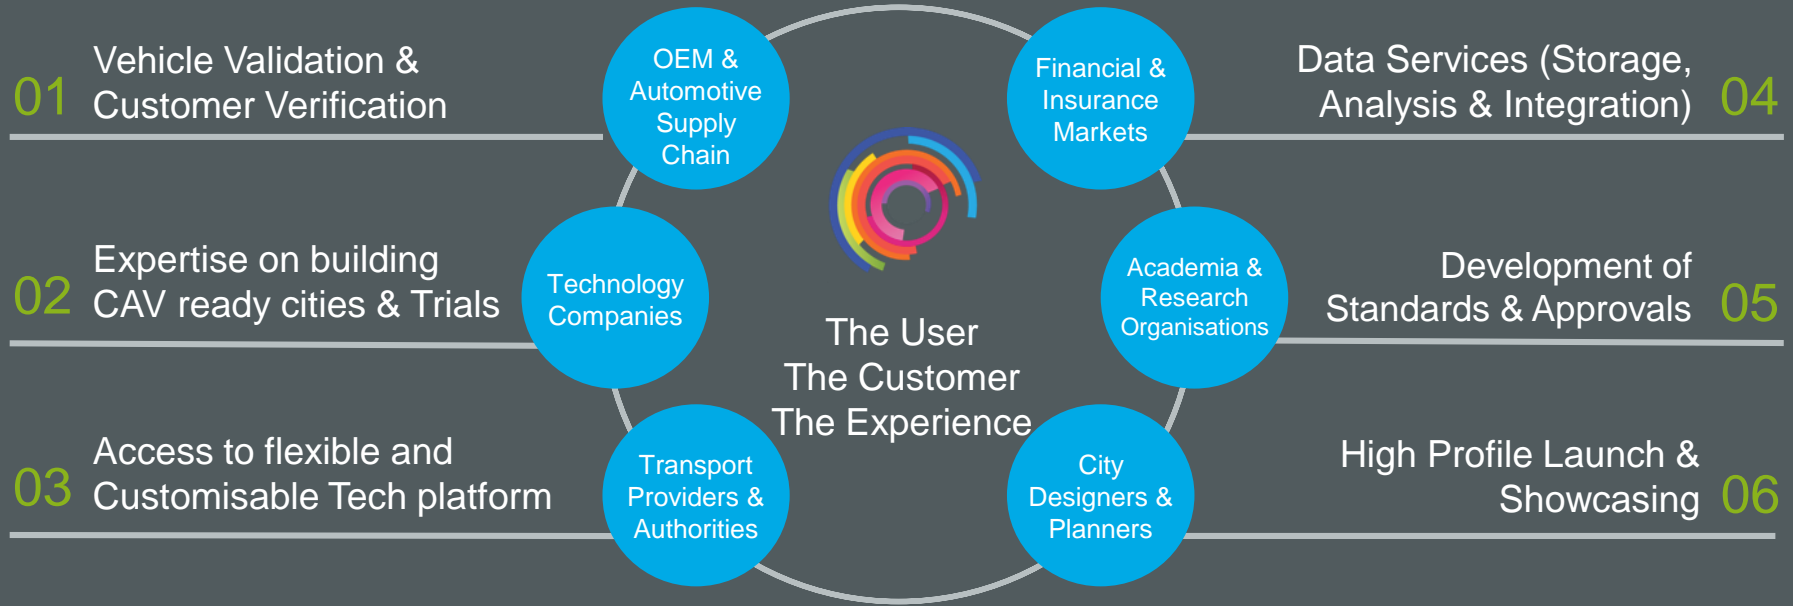 01
Vehicle Validation &
Customer Verification
02
Expertise on building
CAV ready cities & Trials
03
Access to flexible and
Customisable Tech platform
OEM &
Automotive
Supply
Chain
Technology
Companies
Transport
Providers &
Authorities
The User
The Customer
The Experience
Financial &
Insurance
Markets
Academia &
Research
Organisations
City
Designers &
Planners
Data Services (Storage,
Analysis & Integration)
04
Development of
Standards & Approvals
05
High Profile Launch &
Showcasing
06